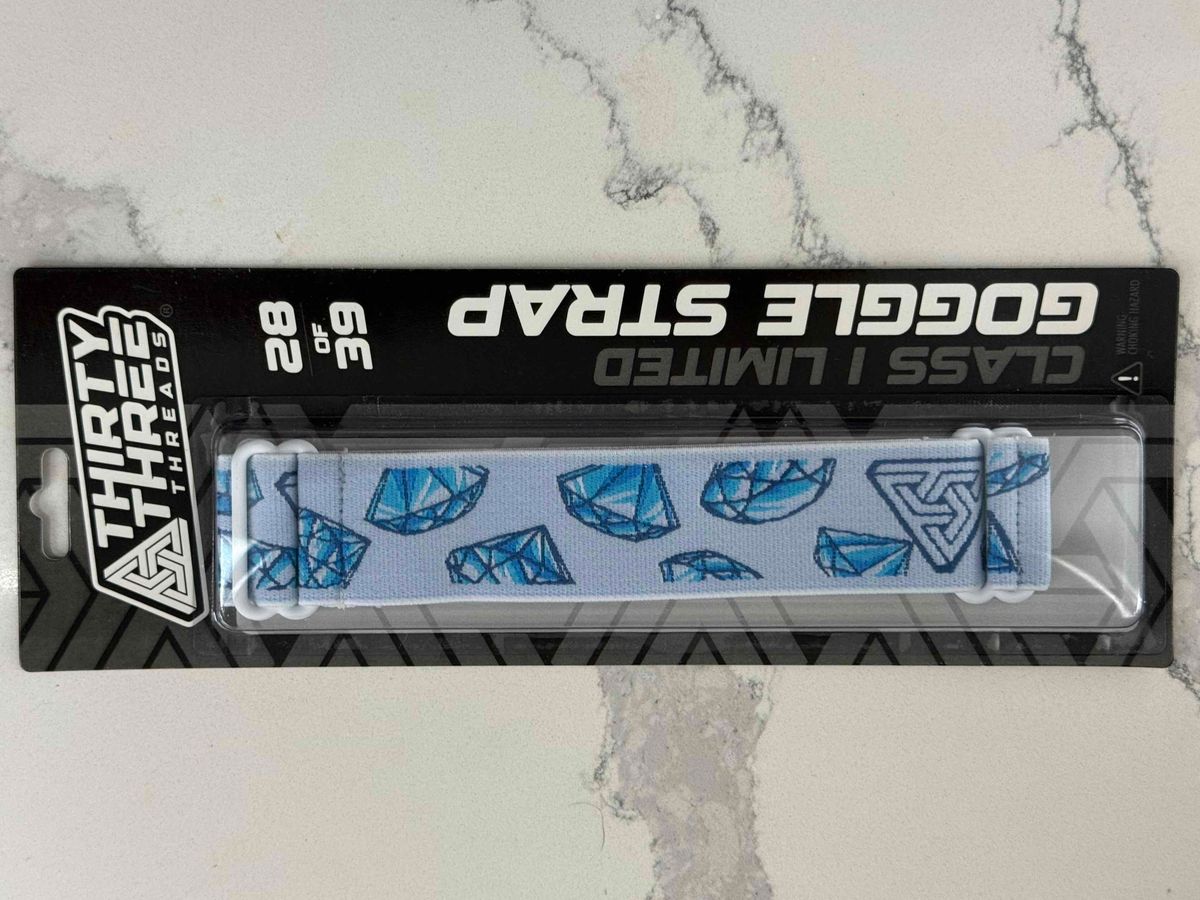 THIRTY
THREE
THREADS®
28
OF
39
GOGGLE STRAP
CLASS I LIMITED
WARNING:
CHOKING HAZARD